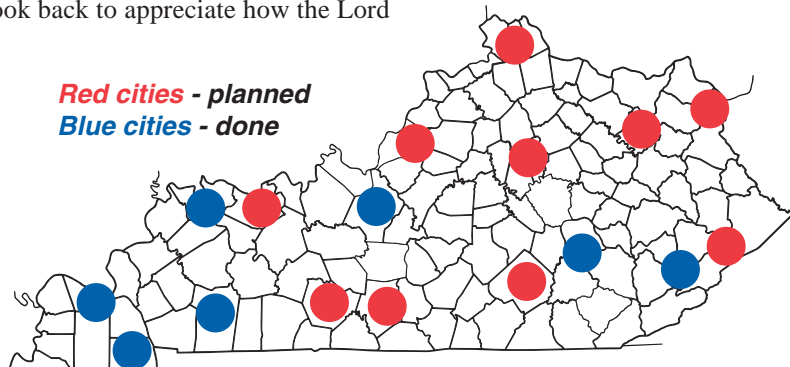 ook back to appreciate how the Lord
Red cities - planned
Blue cities - done